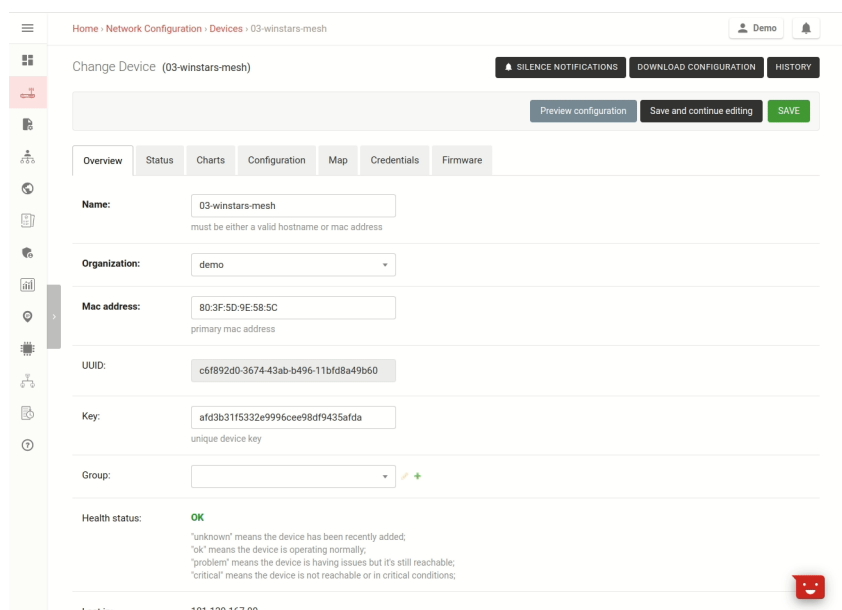 Home › Network Configuration › Devices › 03-winstars-mesh
Demo
Change Device (03-winstars-mesh)
SILENCE NOTIFICATIONS
DOWNLOAD CONFIGURATION
HISTORY
Preview configuration
Save and continue editing
SAVE
Overview
Status
Charts
Configuration
Map
Credentials
Firmware
Name:
03-winstars-mesh
must be either a valid hostname or mac address
Organization:
demo
Mac address:
80:3F:5D:9E:58:5C
primary mac address
UUID:
c6f892d0-3674-43ab-b496-11bfd8a49b60
Key:
afd3b31f5332e9996cee98df9435afda
unique device key
Group:
Health status:
OK
"unknown" means the device has been recently added;
"ok" means the device is operating normally;
"problem" means the device is having issues but it's still reachable;
"critical" means the device is not reachable or in critical conditions;